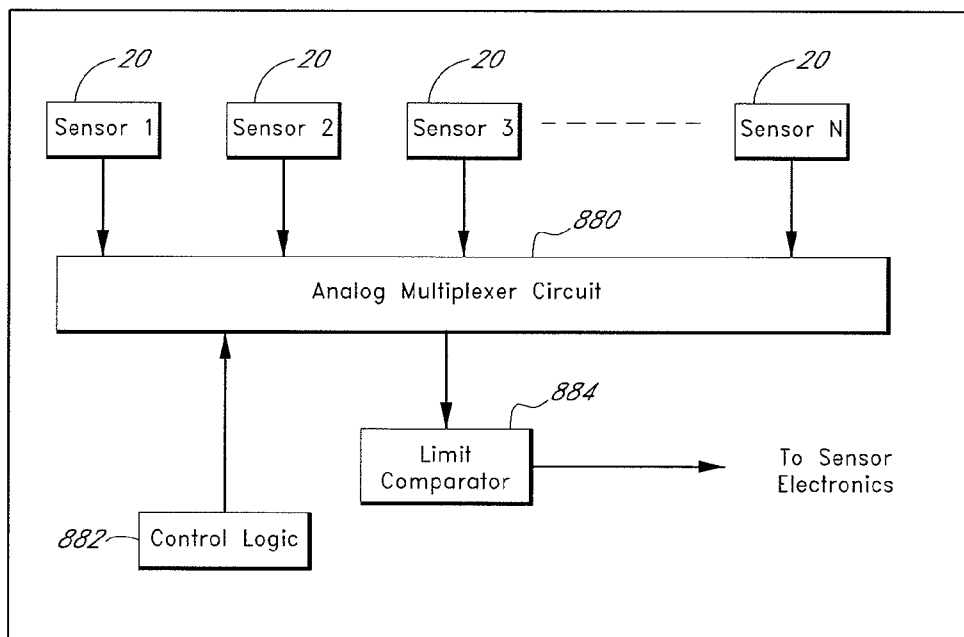 20 20 20 20
Sensor 1 Sensor 2 Sensor 3 Sensor N
880
Analog Multiplexer Circuit
884
Limit
Comparator
To Sensor
Electronics
882 Control Logic